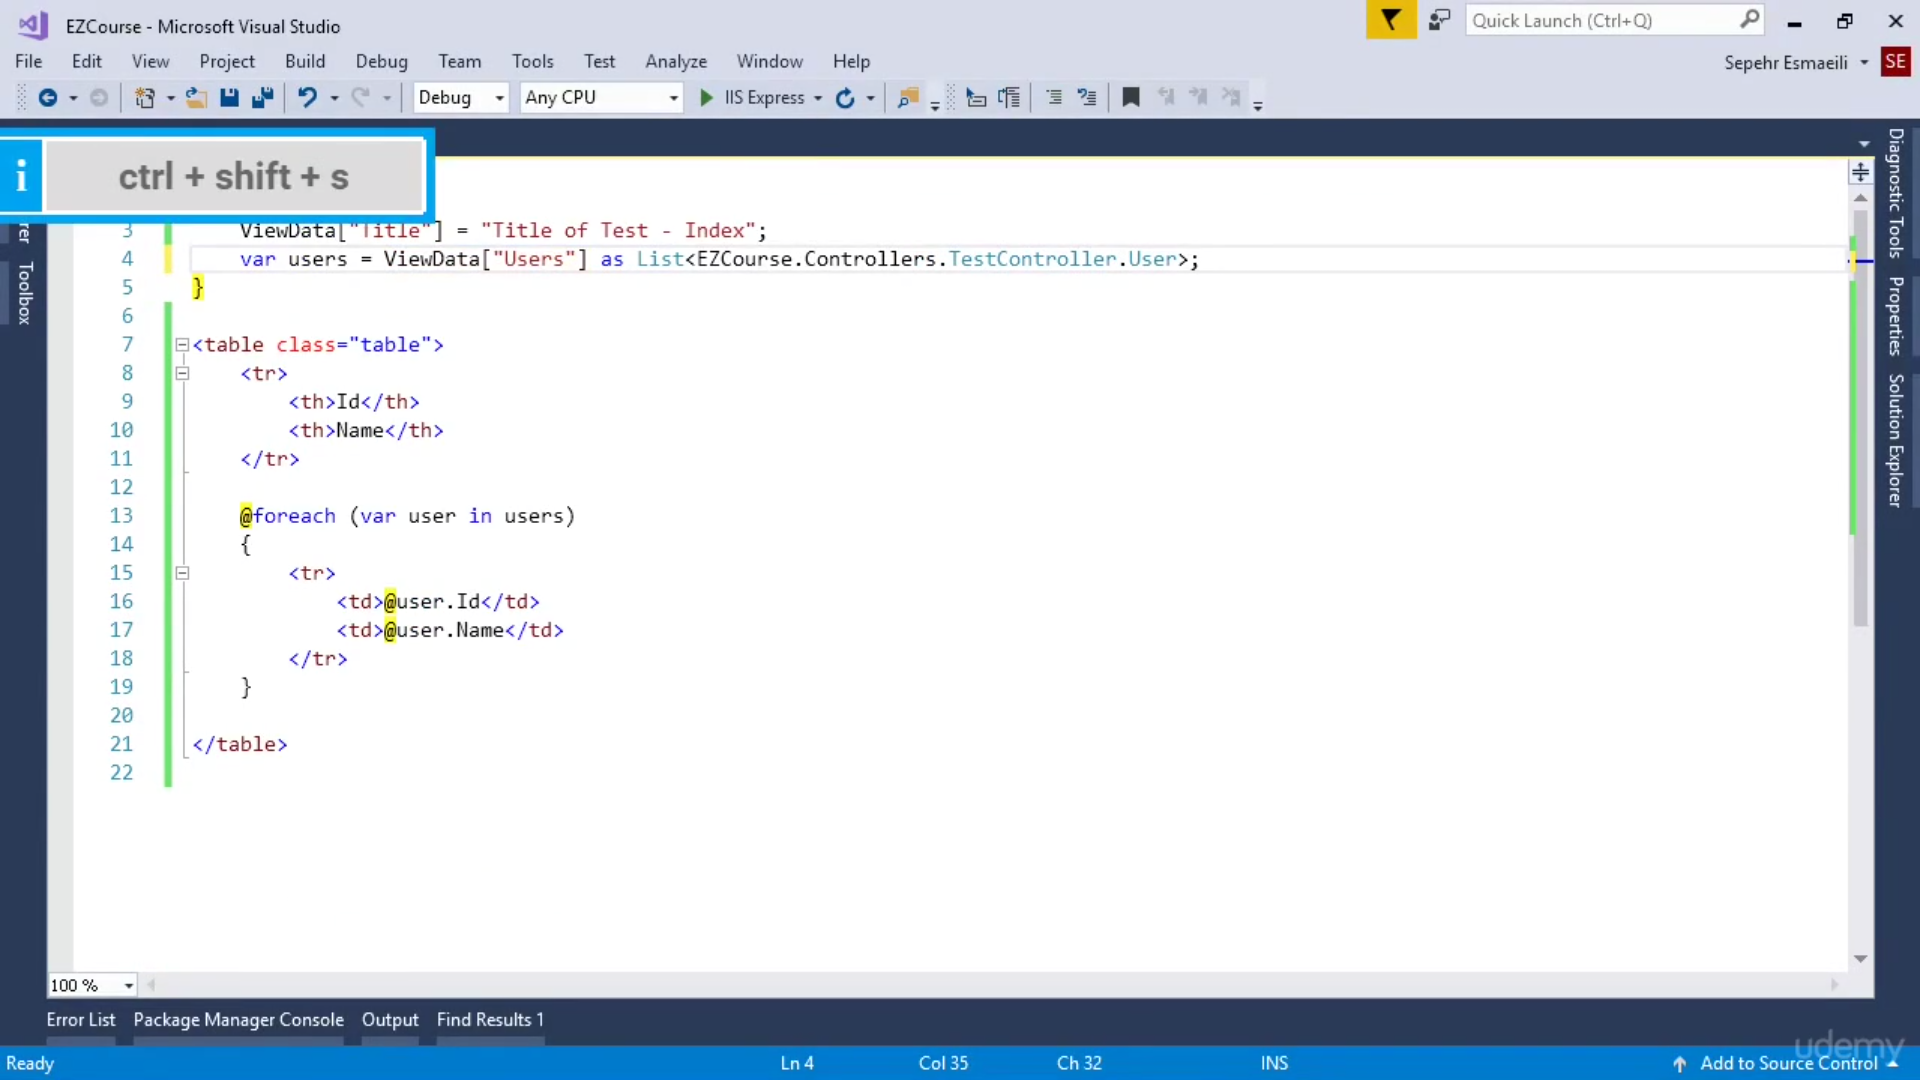 EZCourse - Microsoft Visual Studio
Quick Launch (Ctrl+Q)
File Edit View Project Build Debug Team Tools Test Analyze Window Help
Sepehr Esmaeili SE
Debug Any CPU IIS Express
i ctrl + shift + s
Toolbox
3 ViewData["Title"] = "Title of Test - Index";
4 var users = ViewData["Users"] as List<EZCourse.Controllers.TestController.User>;
5 }
6
7 <table class="table">
8 <tr>
9 <th>Id</th>
10 <th>Name</th>
11 </tr>
12
13 @foreach (var user in users)
14 {
15 <tr>
16 <td>@user.Id</td>
17 <td>@user.Name</td>
18 </tr>
19 }
20
21 </table>
22
Diagnostic Tools
Properties
Solution Explorer
100 %
Error List Package Manager Console Output Find Results 1
udemy
Ready Ln 4 Col 35 Ch 32 INS Add to Source Control